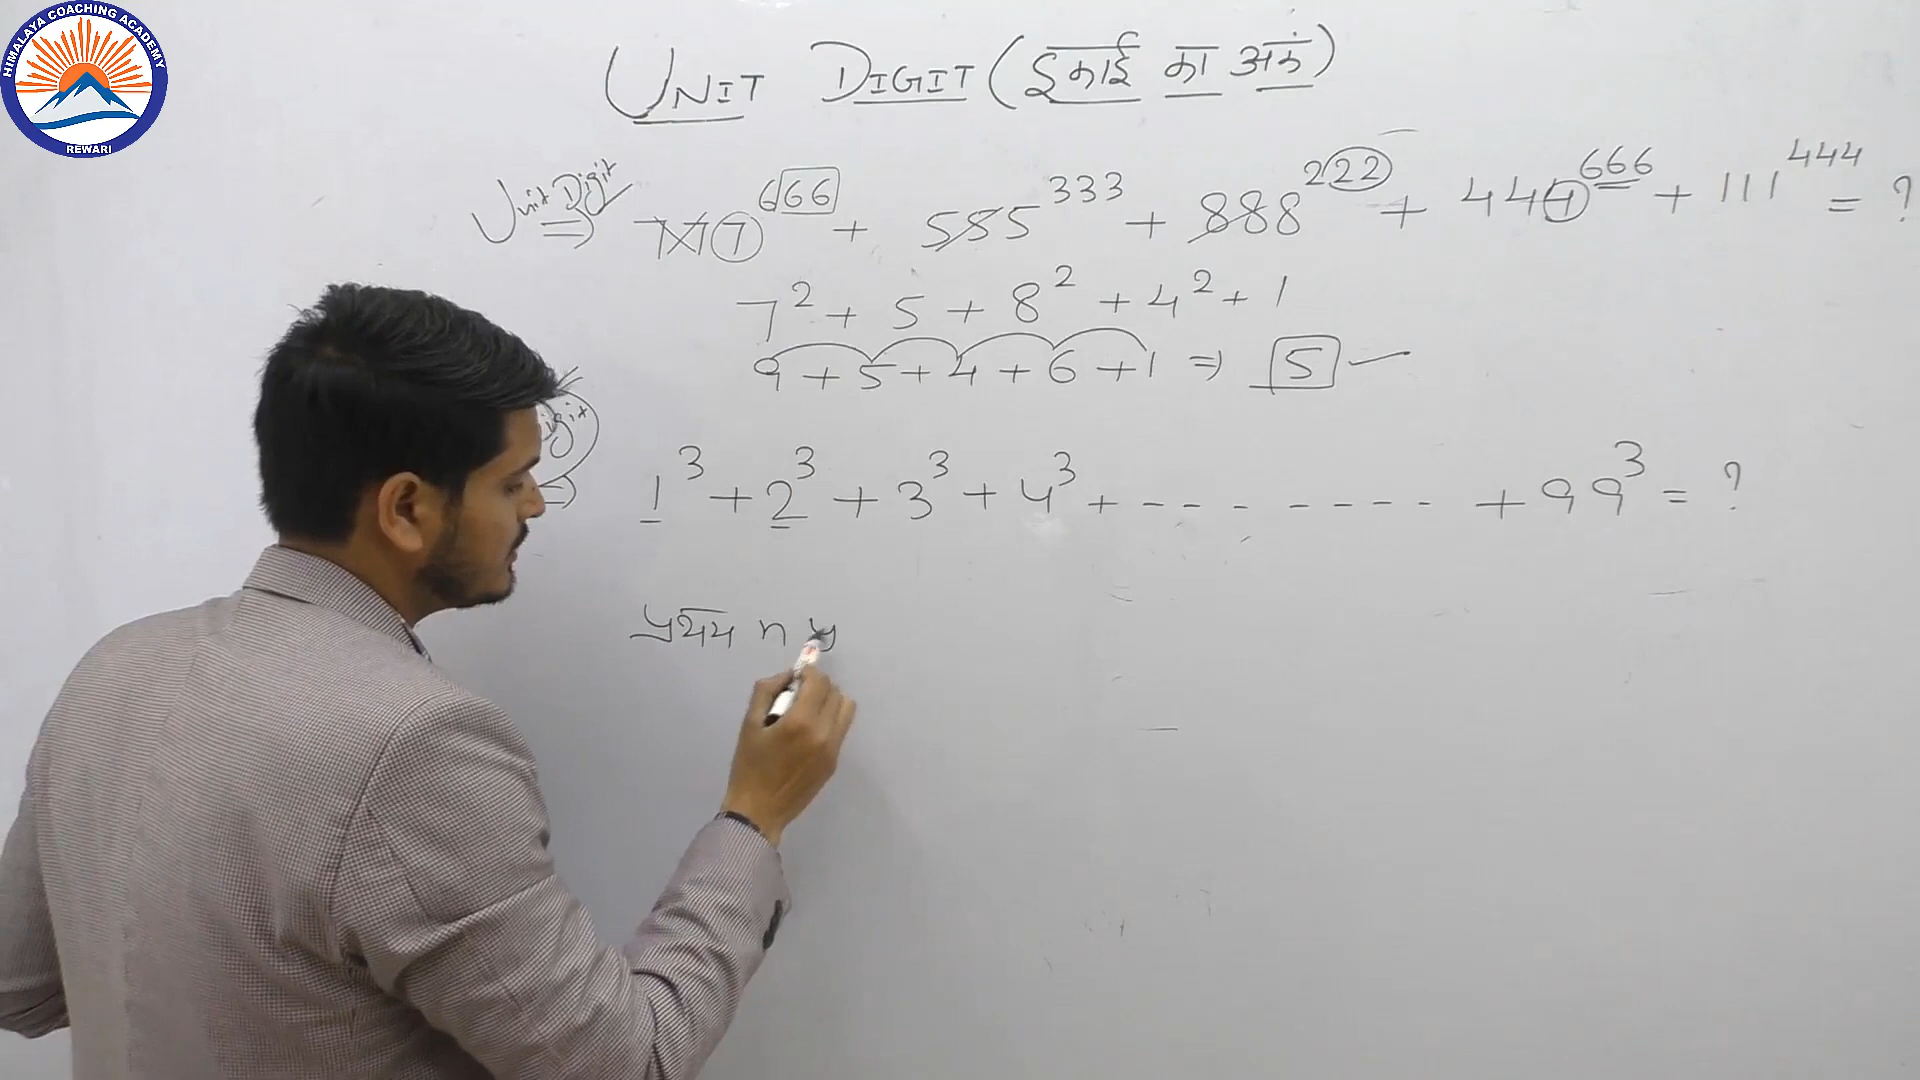 HIMALAYA COACHING ACADEMY
REWARI
UNIT DIGIT (इकाई का अंक)
Unit Digit ⇒ 777^666 + 555^333 + 888^222 + 444^666 + 111^444 = ?
7^2 + 5 + 8^2 + 4^2 + 1
9 + 5 + 4 + 6 + 1 ⇒ 5
igit ⇒ 1^3 + 2^3 + 3^3 + 4^3 + - - - - - - - + 99^3 = ?
प्रथम n